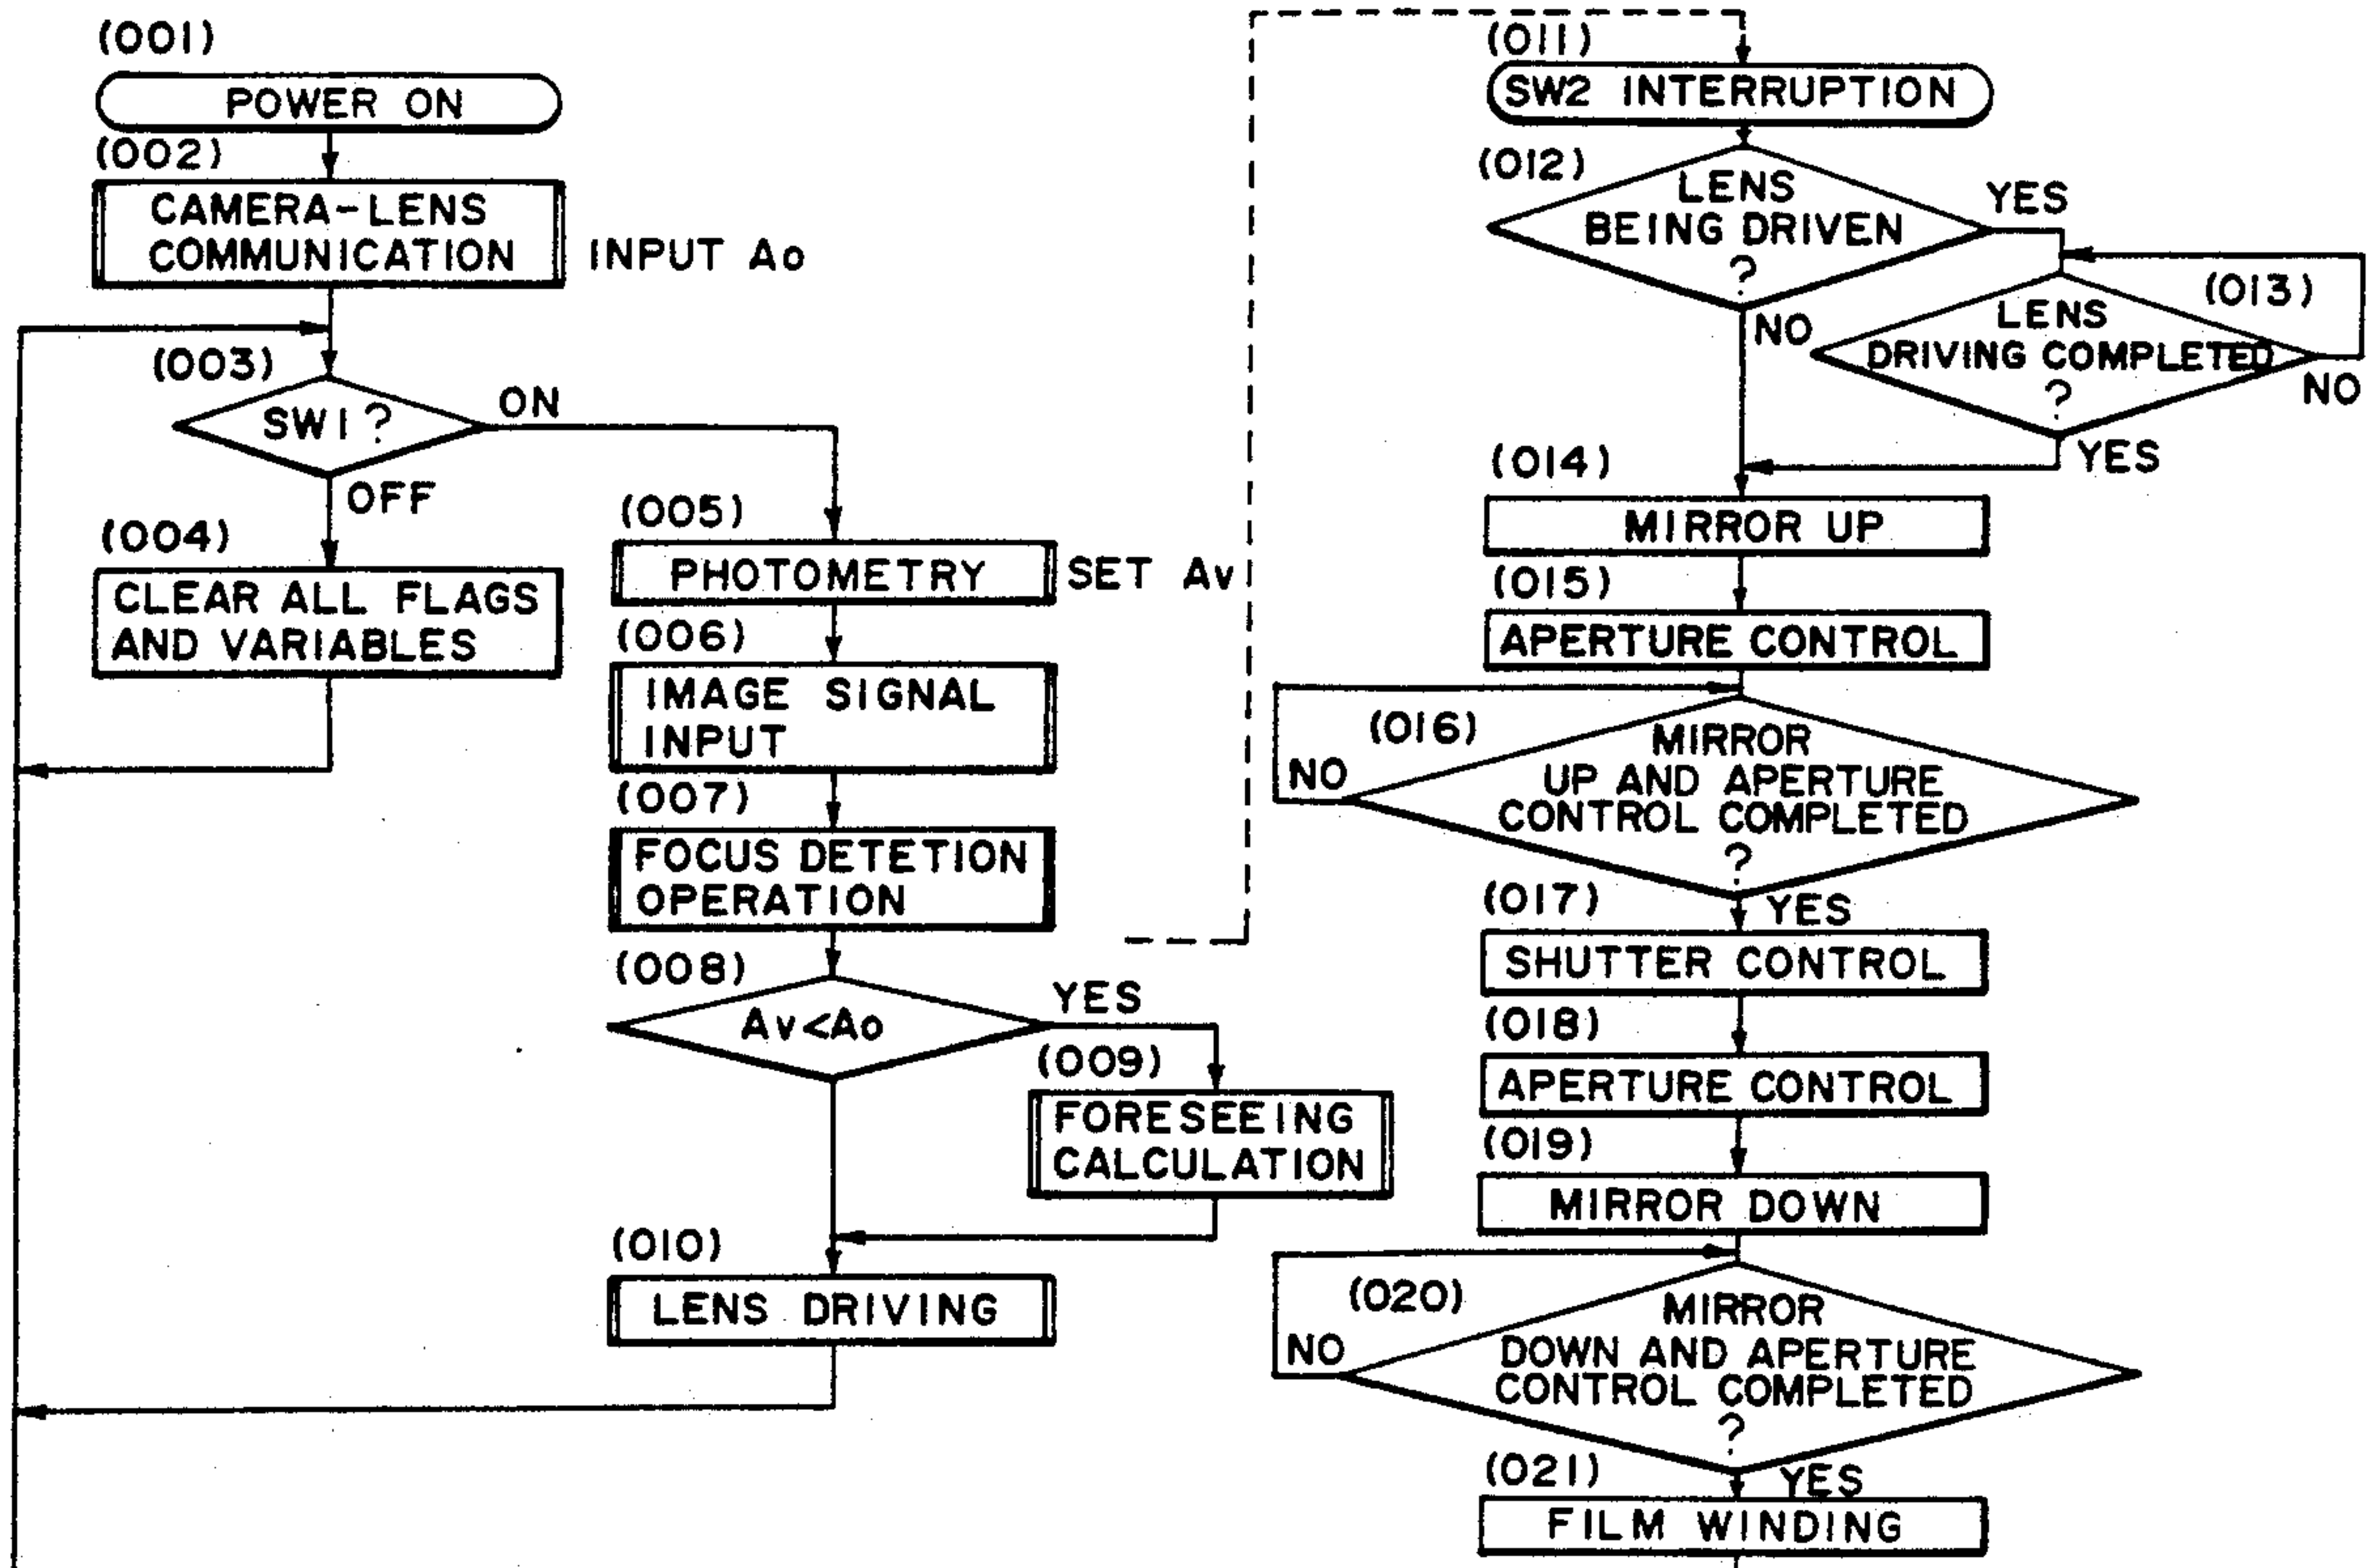 (001)
POWER ON
(002)
CAMERA-LENS
COMMUNICATION
INPUT Ao
(003)
SW1?
ON
OFF
(004)
CLEAR ALL FLAGS
AND VARIABLES
(005)
PHOTOMETRY
SET Av
(006)
IMAGE SIGNAL
INPUT
(007)
FOCUS DETETION
OPERATION
(008)
Av<Ao
YES
(009)
FORESEEING
CALCULATION
(010)
LENS DRIVING
(011)
SW2 INTERRUPTION
(012)
LENS
BEING DRIVEN
?
YES
NO
(013)
LENS
DRIVING COMPLETED
?
NO
YES
(014)
MIRROR UP
(015)
APERTURE CONTROL
(016)
MIRROR
UP AND APERTURE
CONTROL COMPLETED
?
NO
YES
(017)
SHUTTER CONTROL
(018)
APERTURE CONTROL
(019)
MIRROR DOWN
(020)
MIRROR
DOWN AND APERTURE
CONTROL COMPLETED
?
NO
YES
(021)
FILM WINDING